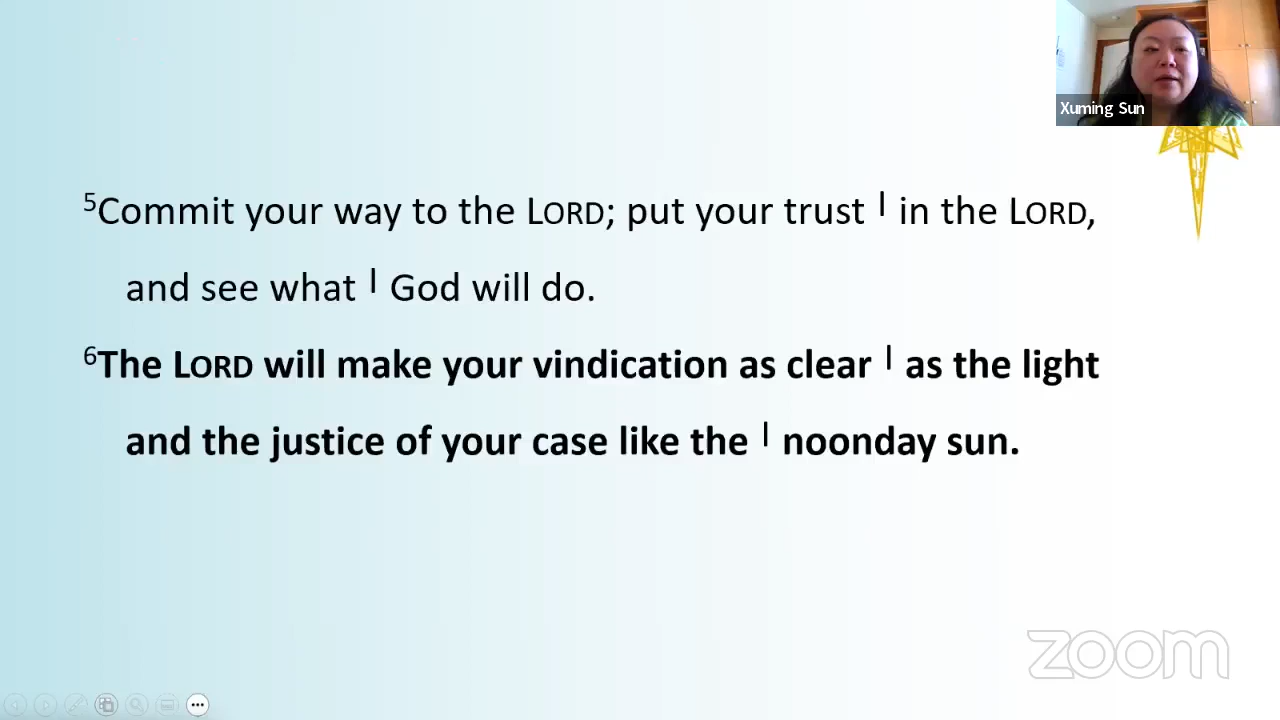 Xuming Sun
⁵Commit your way to the LORD; put your trust | in the LORD,
and see what | God will do.
⁶The LORD will make your vindication as clear | as the light
and the justice of your case like the | noonday sun.
zoom